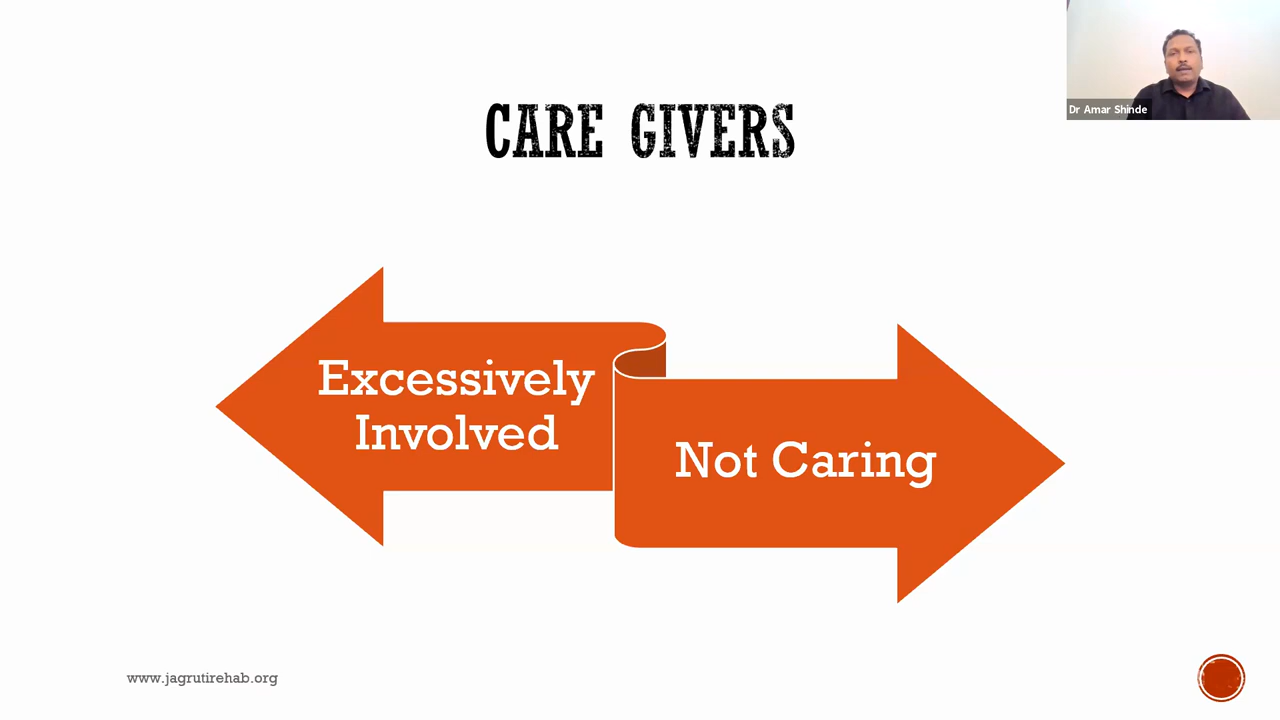 Dr Amar Shinde
CARE GIVERS
Excessively
Involved
Not Caring
www.jagrutirehab.org